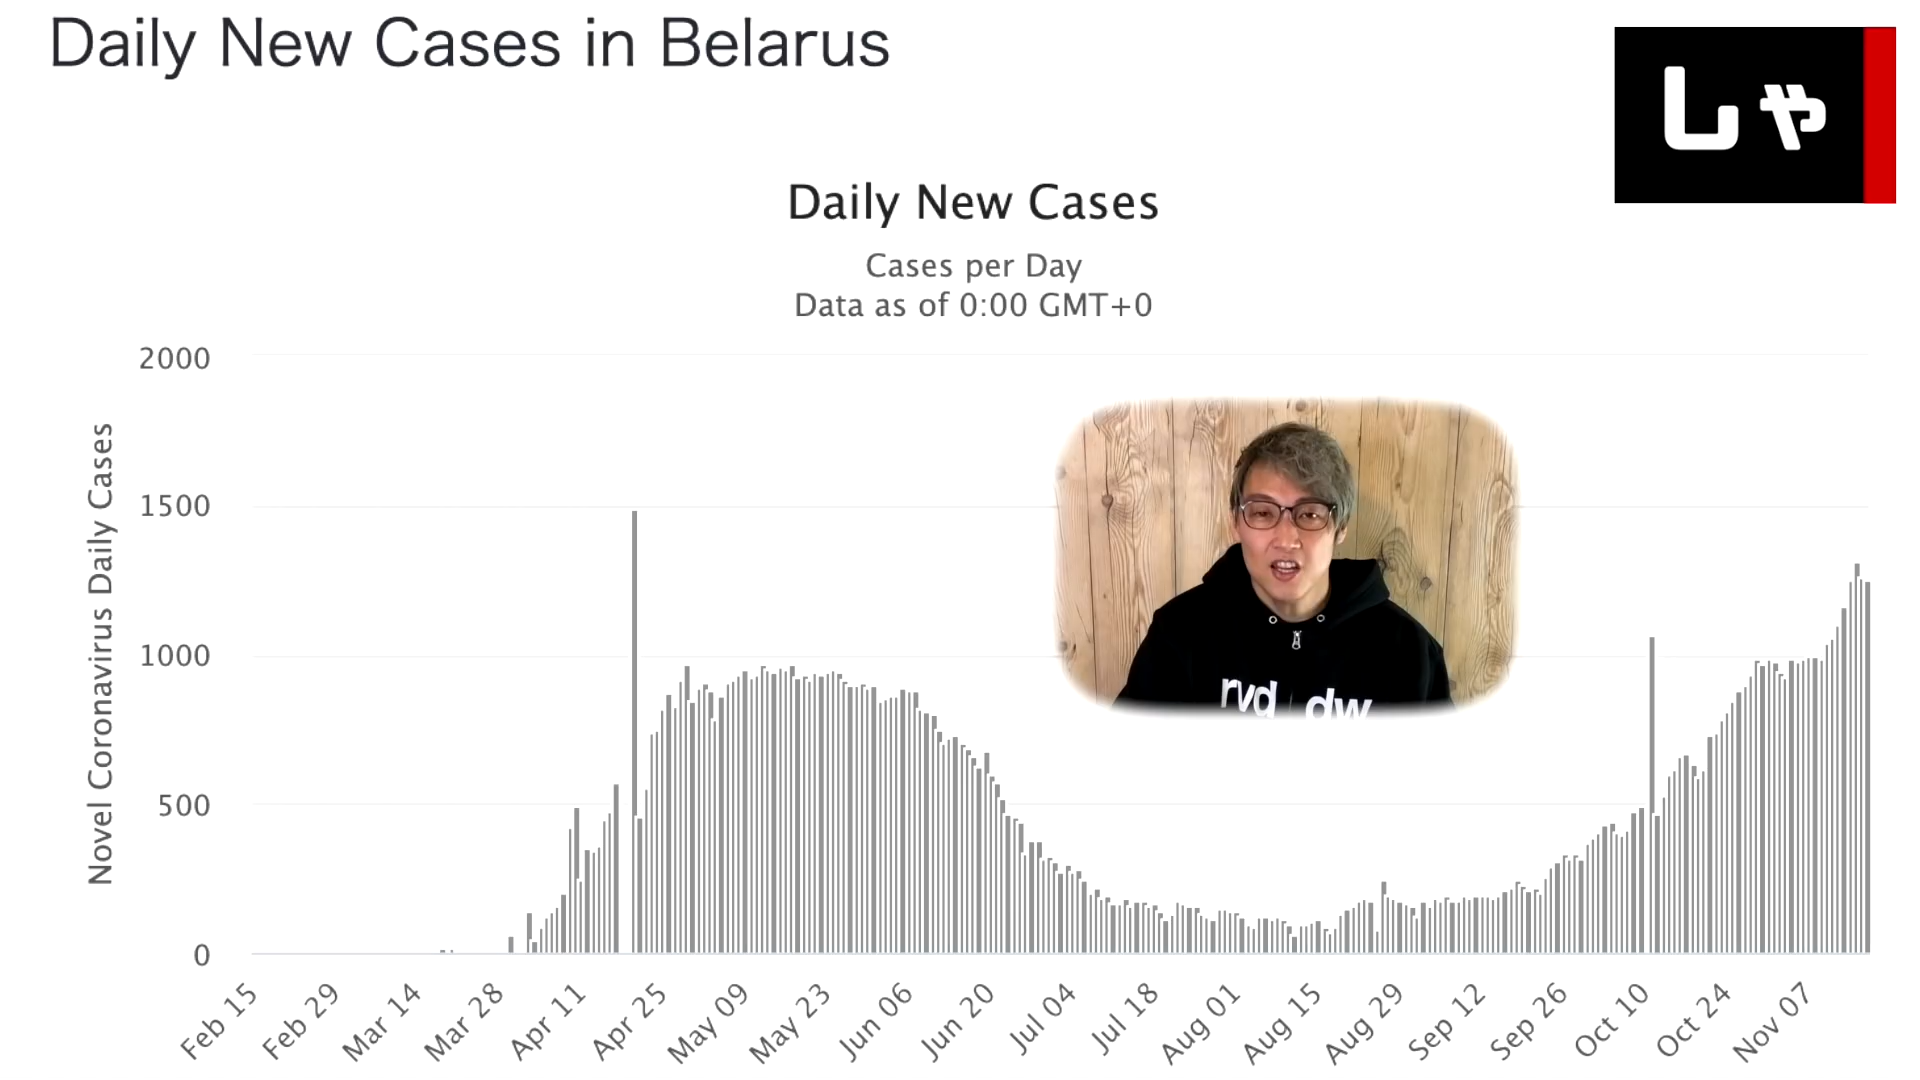 Daily New Cases in Belarus
しゃ
Daily New Cases
Cases per Day
Data as of 0:00 GMT+0
Novel Coronavirus Daily Cases
2000
1500
1000
500
0
Feb 15
Feb 29
Mar 14
Mar 28
Apr 11
Apr 25
May 09
May 23
Jun 06
Jun 20
Jul 04
Jul 18
Aug 01
Aug 15
Aug 29
Sep 12
Sep 26
Oct 10
Oct 24
Nov 07
rvd dw